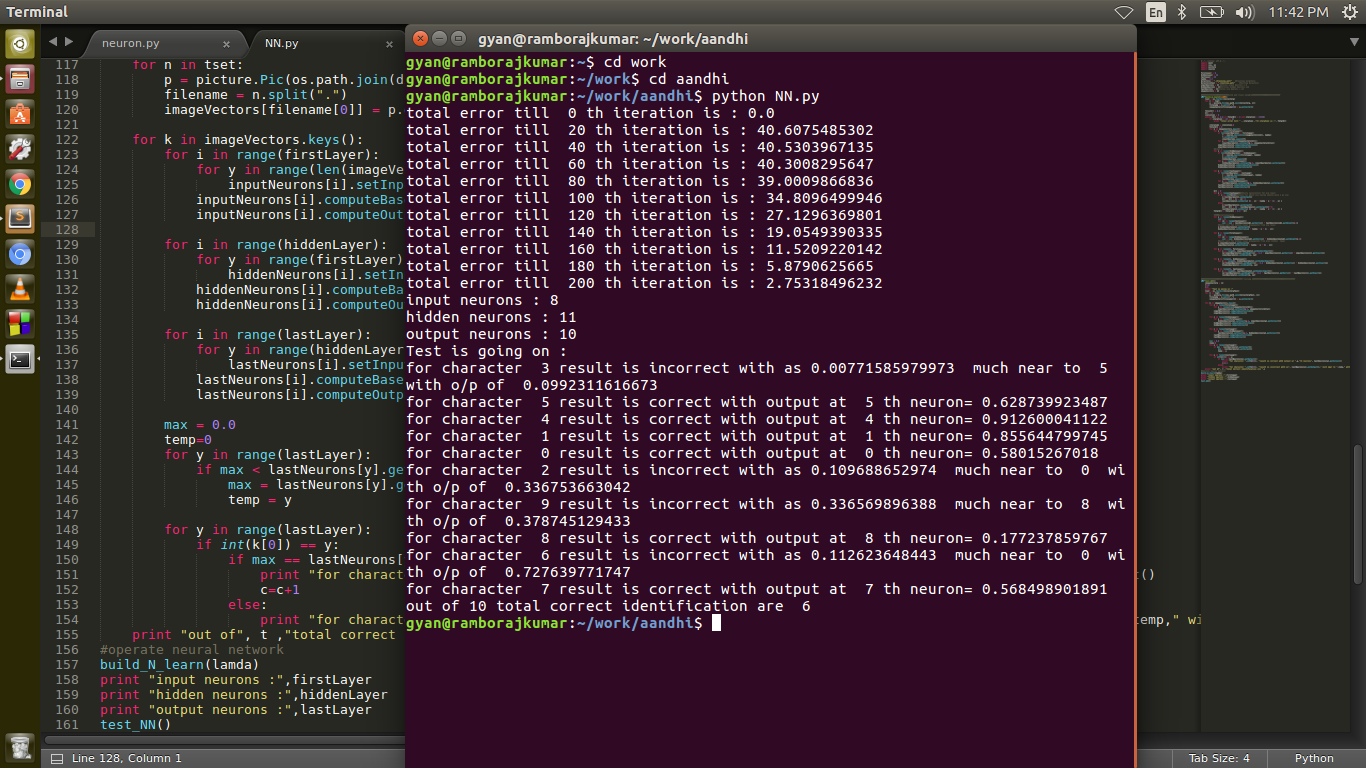 Terminal
En
11:42 PM
neuron.py ×
NN.py ×
117 for n in tset:
118 p = picture.Pic(os.path.join(d
119 filename = n.split(".")
120 imageVectors[filename[0]] = p.
121
122 for k in imageVectors.keys():
123 for i in range(firstLayer):
124 for y in range(len(imageVe
125 inputNeurons[i].setInp
126 inputNeurons[i].computeBas
127 inputNeurons[i].computeOut
128
129 for i in range(hiddenLayer):
130 for y in range(firstLayer)
131 hiddenNeurons[i].setIn
132 hiddenNeurons[i].computeBa
133 hiddenNeurons[i].computeOu
134
135 for i in range(lastLayer):
136 for y in range(hiddenLayer
137 lastNeurons[i].setInpu
138 lastNeurons[i].computeBase
139 lastNeurons[i].computeOutp
140
141 max = 0.0
142 temp=0
143 for y in range(lastLayer):
144 if max < lastNeurons[y].ge
145 max = lastNeurons[y].g
146 temp = y
147
148 for y in range(lastLayer):
149 if int(k[0]) == y:
150 if max == lastNeurons[
151 print "for charact ()
152 c=c+1
153 else:
154 print "for charact temp," wi
155 print "out of", t ,"total correct
156 #operate neural network
157 build_N_learn(lamda)
158 print "input neurons :",firstLayer
159 print "hidden neurons :",hiddenLayer
160 print "output neurons :",lastLayer
161 test_NN()
Line 128, Column 1
Tab Size: 4
Python
gyan@ramborajkumar: ~/work/aandhi
gyan@ramborajkumar:~$ cd work
gyan@ramborajkumar:~/work$ cd aandhi
gyan@ramborajkumar:~/work/aandhi$ python NN.py
total error till  0 th iteration is : 0.0
total error till  20 th iteration is : 40.6075485302
total error till  40 th iteration is : 40.5303967135
total error till  60 th iteration is : 40.3008295647
total error till  80 th iteration is : 39.0009866836
total error till  100 th iteration is : 34.8096499946
total error till  120 th iteration is : 27.1296369801
total error till  140 th iteration is : 19.0549390335
total error till  160 th iteration is : 11.5209220142
total error till  180 th iteration is : 5.8790625665
total error till  200 th iteration is : 2.75318496232
input neurons : 8
hidden neurons : 11
output neurons : 10
Test is going on :
for character  3 result is incorrect with as 0.00771585979973  much near to  5
with o/p of  0.0992311616673
for character  5 result is correct with output at  5 th neuron= 0.628739923487
for character  4 result is correct with output at  4 th neuron= 0.912600041122
for character  1 result is correct with output at  1 th neuron= 0.855644799745
for character  0 result is correct with output at  0 th neuron= 0.58015267018
for character  2 result is incorrect with as 0.109688652974  much near to  0  wi
th o/p of  0.336753663042
for character  9 result is incorrect with as 0.336569896388  much near to  8  wi
th o/p of  0.378745129433
for character  8 result is correct with output at  8 th neuron= 0.177237859767
for character  6 result is incorrect with as 0.112623648443  much near to  0  wi
th o/p of  0.727639771747
for character  7 result is correct with output at  7 th neuron= 0.568498901891
out of 10 total correct identification are  6
gyan@ramborajkumar:~/work/aandhi$